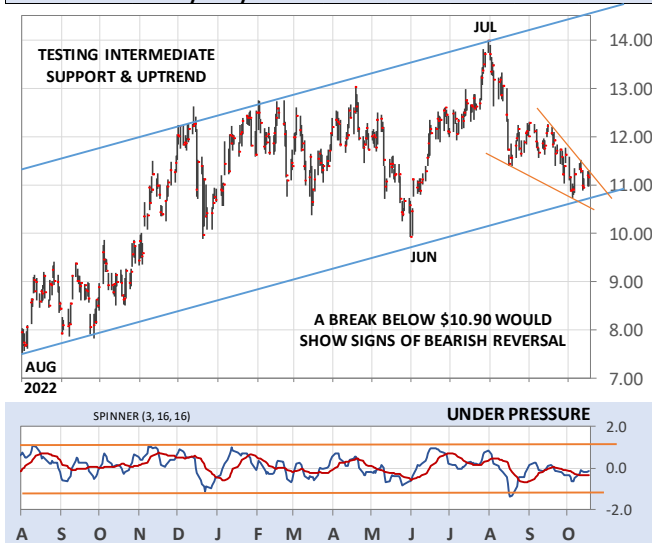 JUL
14.00
TESTING INTERMEDIATE
SUPPORT & UPTREND
13.00
12.00
11.00
10.00
JUN
9.00
A BREAK BELOW $10.90 WOULD
SHOW SIGNS OF BEARISH REVERSAL
8.00
AUG
2022
7.00
SPINNER (3, 16, 16)
UNDER PRESSURE
2.0
0.0
-2.0
A S O N D J F M A M J J A S O